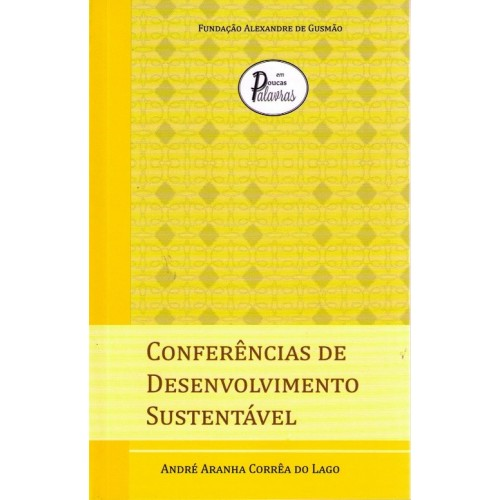 Fundação Alexandre de Gusmão
em
Poucas
Palavras
Conferências de
Desenvolvimento
Sustentável
André Aranha Corrêa do Lago